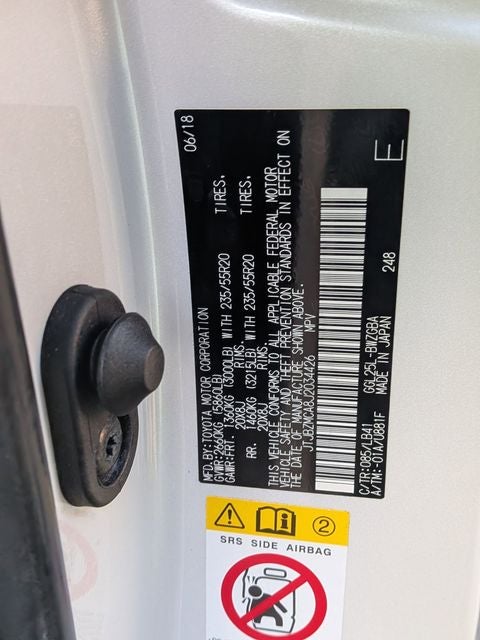 MFD. BY:TOYOTA MOTOR CORPORATION 06/18
GVWR:2660KG (5860LB)
GAWR:FRT. 1360KG (3000LB) WITH 235/55R20 TIRES,
20X8J RIMS,
RR. 1460KG (3215LB) WITH 235/55R20 TIRES,
20X8J RIMS.
THIS VEHICLE CONFORMS TO ALL APPLICABLE FEDERAL MOTOR
VEHICLE SAFETY AND THEFT PREVENTION STANDARDS IN EFFECT ON
THE DATE OF MANUFACTURE SHOWN ABOVE.
JTJBZMCA8J2034426 MPV
C/TR:085/LB41 GGL25L -BWZGBA 248 E
A/TM:-01A/U881F MADE IN JAPAN
2
SRS SIDE AIRBAG